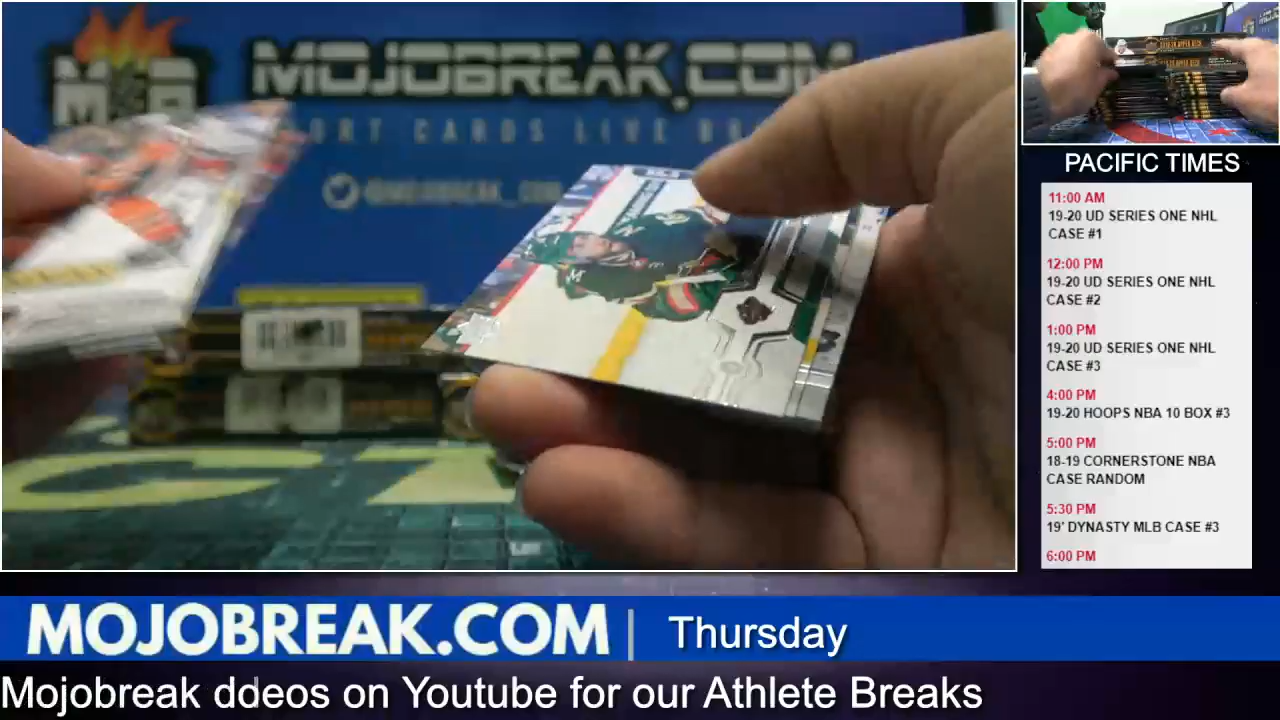 MOJOBREAK.COM
ORT CARDS LIVE
@MOJOBREAK_COM
PACIFIC TIMES
11:00 AM
19-20 UD SERIES ONE NHL
CASE #1
12:00 PM
19-20 UD SERIES ONE NHL
CASE #2
1:00 PM
19-20 UD SERIES ONE NHL
CASE #3
4:00 PM
19-20 HOOPS NBA 10 BOX #3
5:00 PM
18-19 CORNERSTONE NBA
CASE RANDOM
5:30 PM
19' DYNASTY MLB CASE #3
6:00 PM
MOJOBREAK.COM | Thursday
Mojobreak ddeos on Youtube for our Athlete Breaks